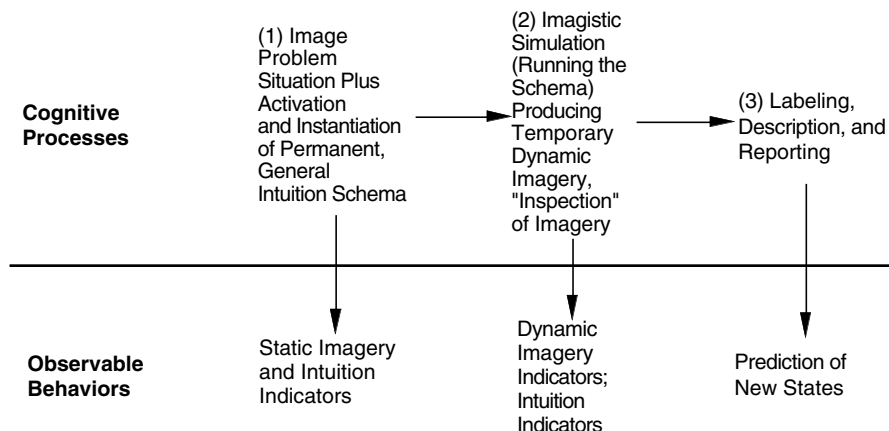 (1) Image
Problem
Situation Plus
Activation
and Instantiation
of Permanent,
General
Intuition Schema
(2) Imagistic
Simulation
(Running the
Schema)
Producing
Temporary
Dynamic
Imagery,
"Inspection"
of Imagery
(3) Labeling,
Description, and
Reporting
Cognitive
Processes
Observable
Behaviors
Static Imagery
and Intuition
Indicators
Dynamic
Imagery
Indicators;
Intuition
Indicators
Prediction of
New States